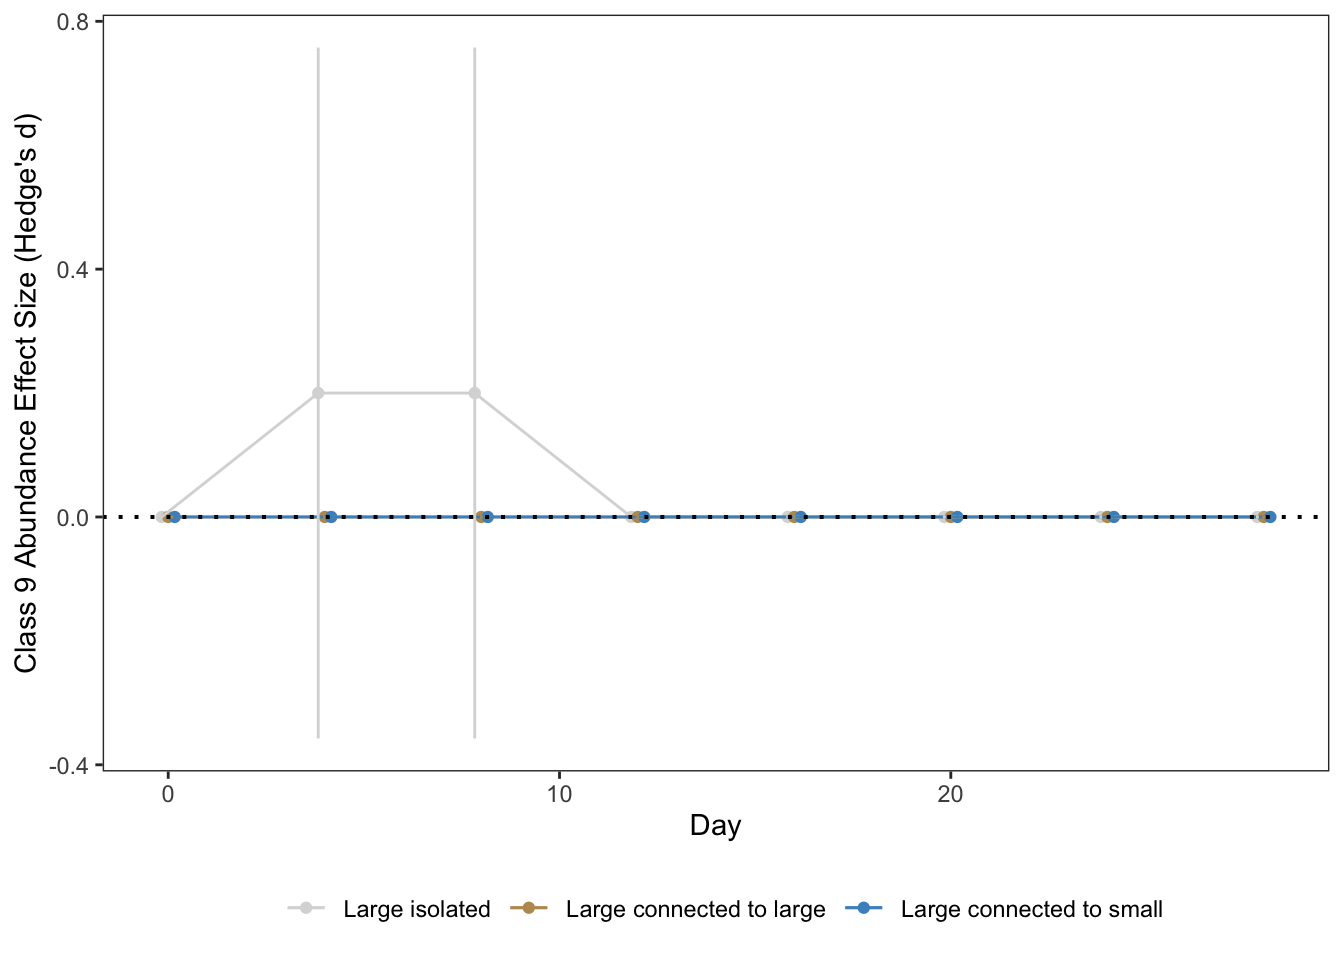 Class 9 Abundance Effect Size (Hedge's d)
0.8
0.4
0.0
-0.4
0 10 20
Day
Large isolated Large connected to large Large connected to small